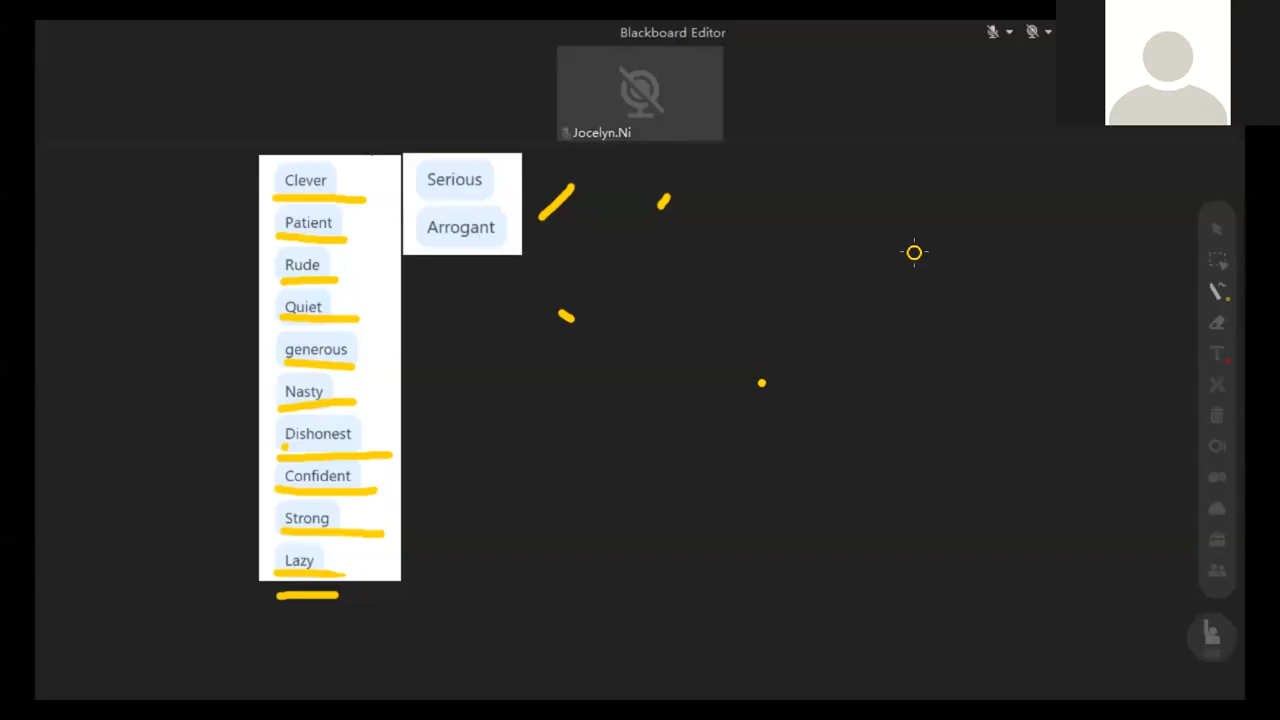 Blackboard Editor
Jocelyn.Ni
Clever
Patient
Rude
Quiet
generous
Nasty
Dishonest
Confident
Strong
Lazy
Serious
Arrogant
T